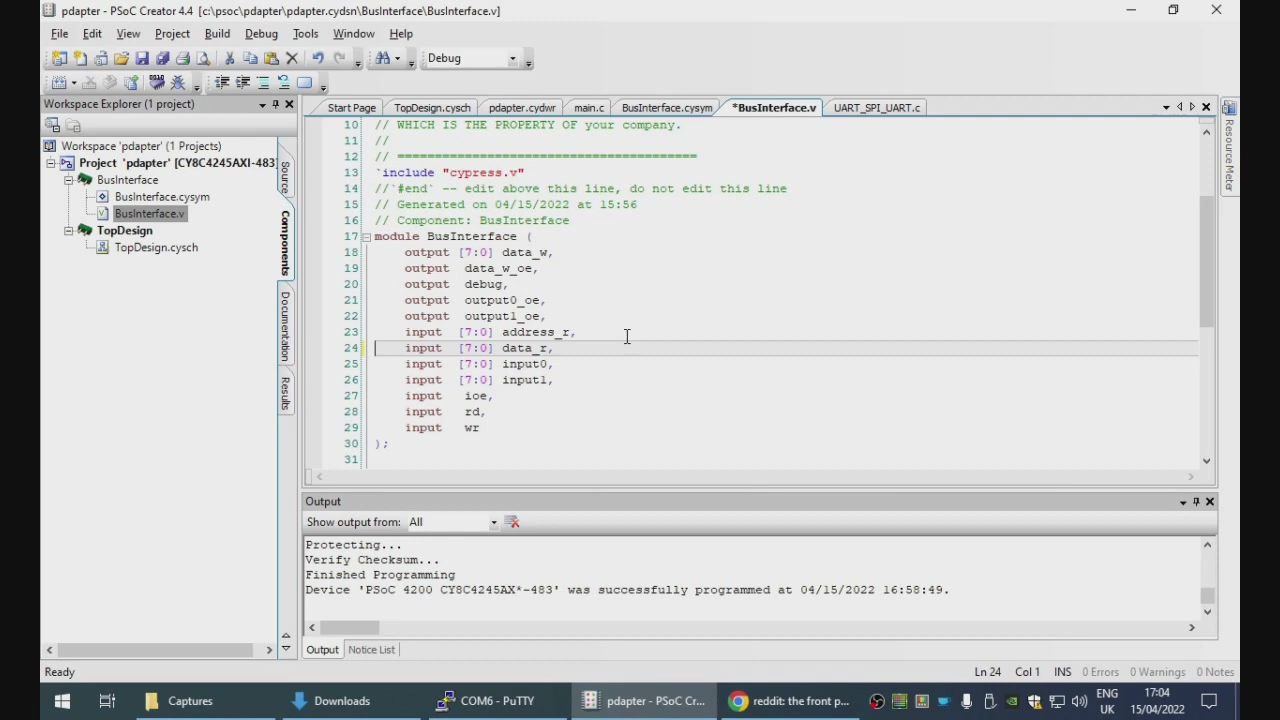 pdapter - PSoC Creator 4.4 [c:\psoc\pdapter\pdapter.cydsn\BusInterface\BusInterface.v]
File Edit View Project Build Debug Tools Window Help
Debug
Workspace Explorer (1 project)
Start Page TopDesign.cysch pdapter.cydwr main.c BusInterface.cysym *BusInterface.v UART_SPI_UART.c
Workspace 'pdapter' (1 Projects)
Project 'pdapter' [CY8C4245AXI-483]
BusInterface
BusInterface.cysym
BusInterface.v
TopDesign
TopDesign.cysch
Source
Components
Documentation
Results
10 // WHICH IS THE PROPERTY OF your company.
11 //
12 // ========================================
13 `include "cypress.v"
14 //`#end` -- edit above this line, do not edit this line
15 // Generated on 04/15/2022 at 15:56
16 // Component: BusInterface
17 module BusInterface (
18 output [7:0] data_w,
19 output data_w_oe,
20 output debug,
21 output output0_oe,
22 output output1_oe,
23 input [7:0] address_r,
24 input [7:0] data_r,
25 input [7:0] input0,
26 input [7:0] input1,
27 input ioe,
28 input rd,
29 input wr
30 );
31
Resource Meter
Output
Show output from: All
Protecting...
Verify Checksum...
Finished Programming
Device 'PSoC 4200 CY8C4245AX*-483' was successfully programmed at 04/15/2022 16:58:49.
Output Notice List
Ready
Ln 24 Col 1 INS 0 Errors 0 Warnings 0 Notes
Captures Downloads COM6 - PuTTY pdapter - PSoC Cr... reddit: the front p...
ENG
UK
17:04
15/04/2022